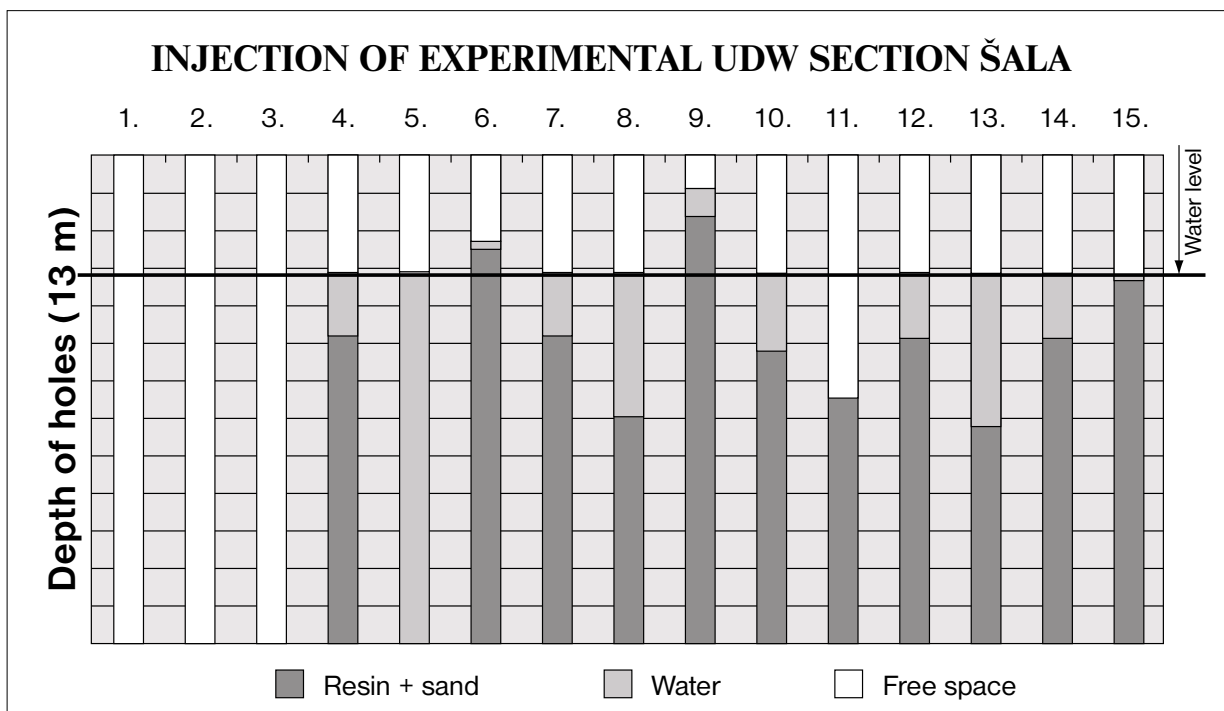 INJECTION OF EXPERIMENTAL UDW SECTION ŠALA
1. 2. 3. 4. 5. 6. 7. 8. 9. 10. 11. 12. 13. 14. 15.
Water level
Depth of holes (13 m)
Resin + sand Water Free space